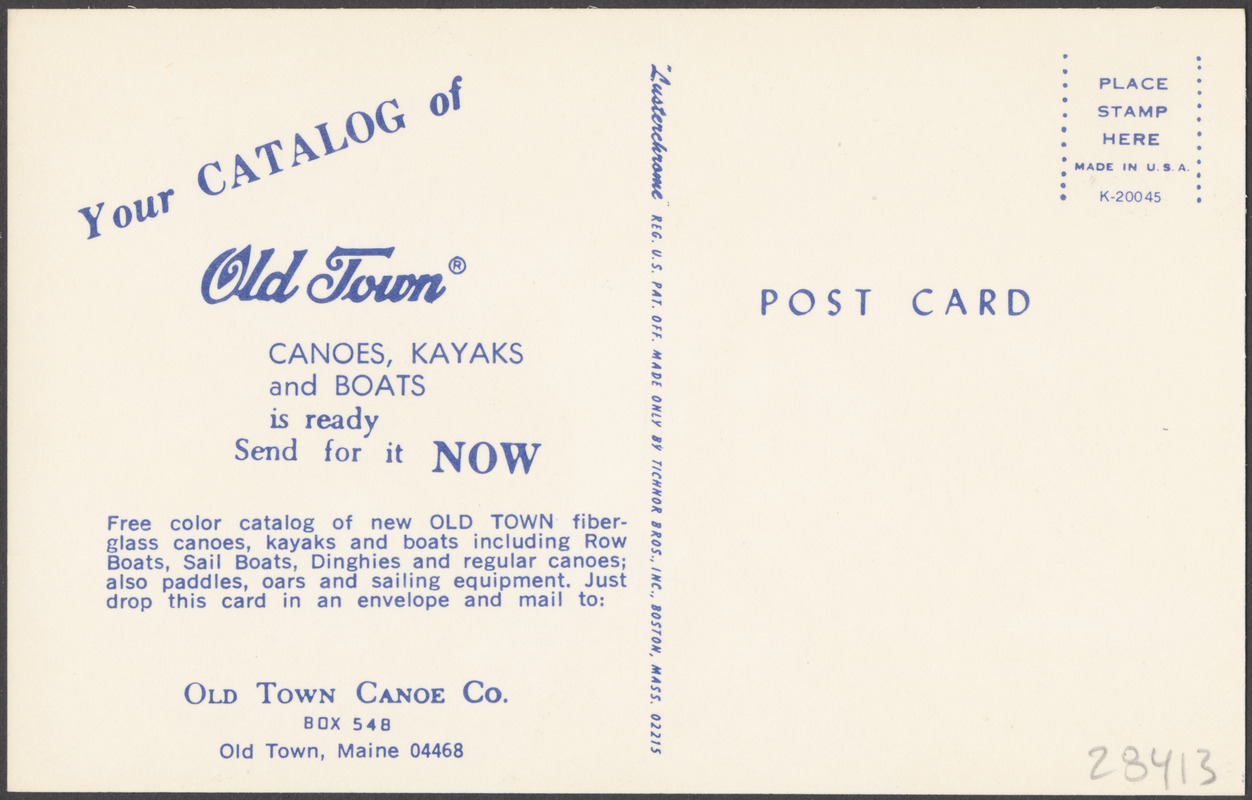 Your CATALOG of
Old Town®
CANOES, KAYAKS
and BOATS
is ready
Send for it NOW
Free color catalog of new OLD TOWN fiber-
glass canoes, kayaks and boats including Row
Boats, Sail Boats, Dinghies and regular canoes;
also paddles, oars and sailing equipment. Just
drop this card in an envelope and mail to:
OLD TOWN CANOE CO.
BOX 548
Old Town, Maine 04468
"Lusterchrome" REG. U.S. PAT. OFF. MADE ONLY BY TICHNOR BROS., INC., BOSTON, MASS. 02215
PLACE
STAMP
HERE
MADE IN U.S.A.
K-20045
POST CARD
28413